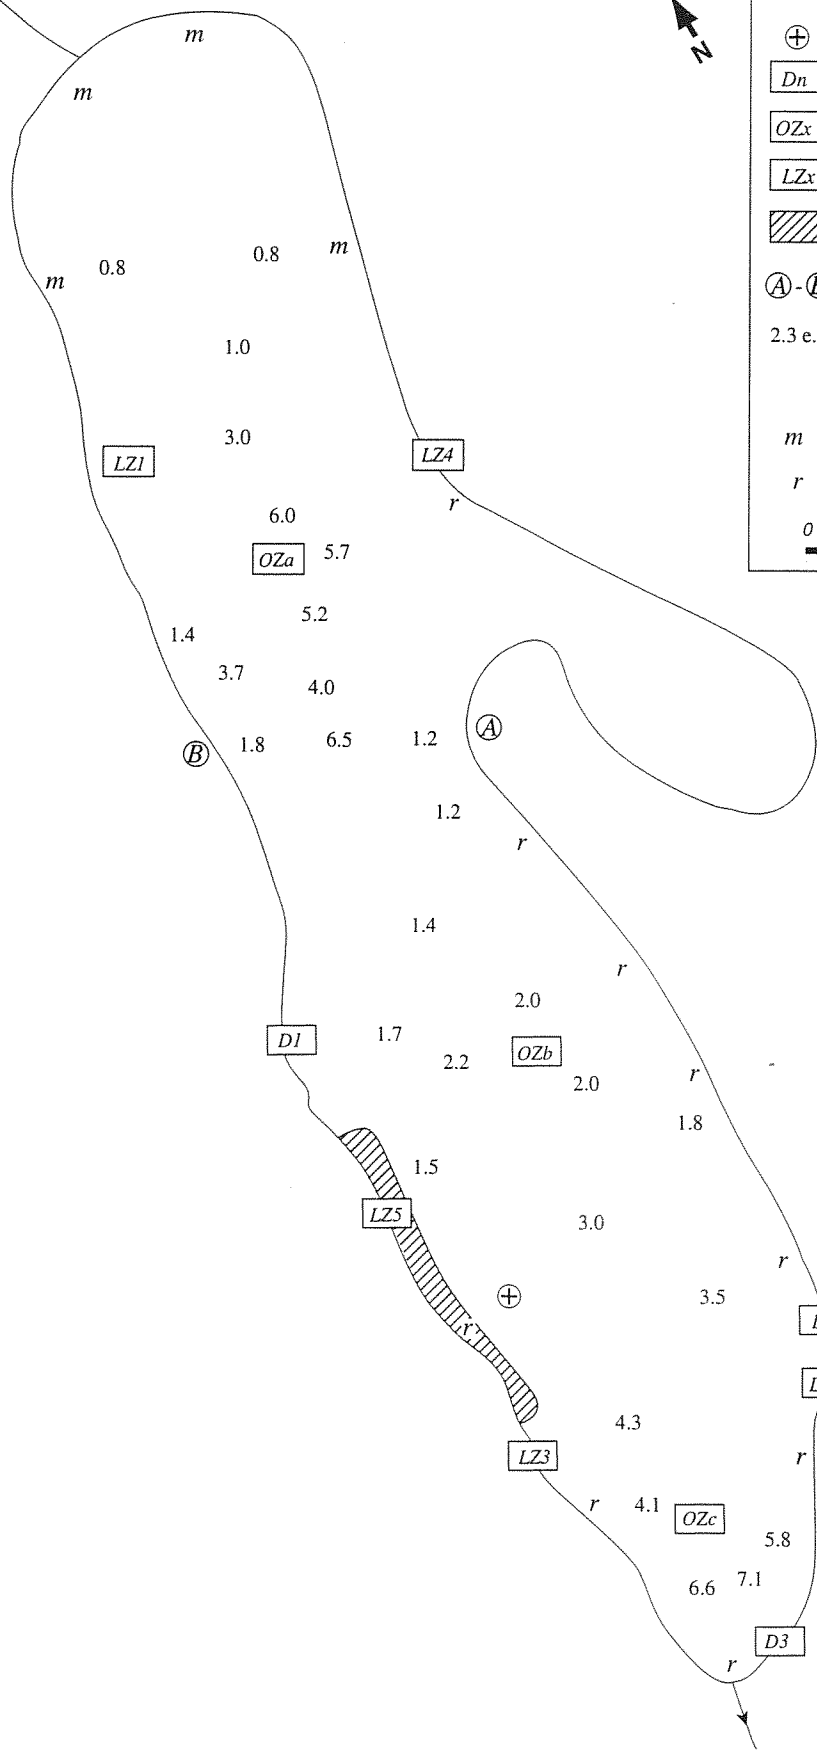 m
N
m
Dn
OZx
LZx
m
0.8
0.8
m
A - B
1.0
2.3 e.
3.0
m
LZ1
LZ4
r
r
6.0
0
OZa
5.7
5.2
1.4
3.7
4.0
A
B
1.8
6.5
1.2
1.2
r
1.4
r
2.0
D1
1.7
OZb
2.2
r
2.0
1.8
1.5
LZ5
3.0
r
3.5
r
4.3
LZ3
r
r
4.1
OZc
5.8
6.6
7.1
D3
r